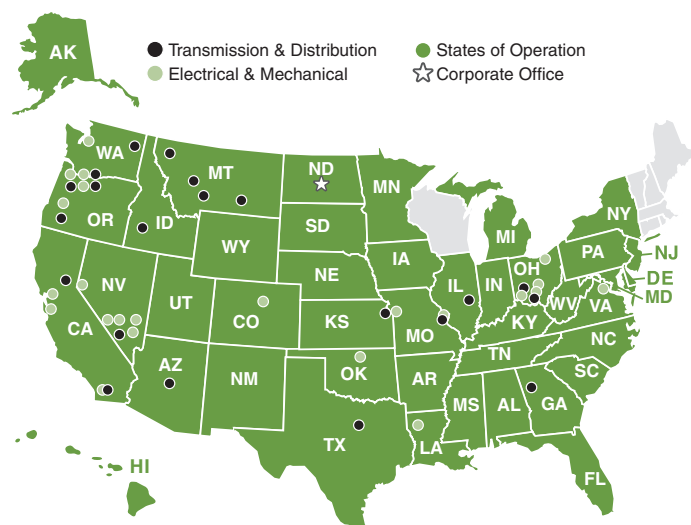 AK
Transmission & Distribution
States of Operation
Electrical & Mechanical
Corporate Office
WA
MT
ND
MN
OR
ID
SD
WY
MI
NY
NJ
PA
IA
NE
OH
DE
MD
NV
UT
IL
IN
WV
VA
CO
KS
MO
KY
CA
NC
TN
AZ
NM
OK
AR
SC
MS
AL
GA
TX
LA
HI
FL